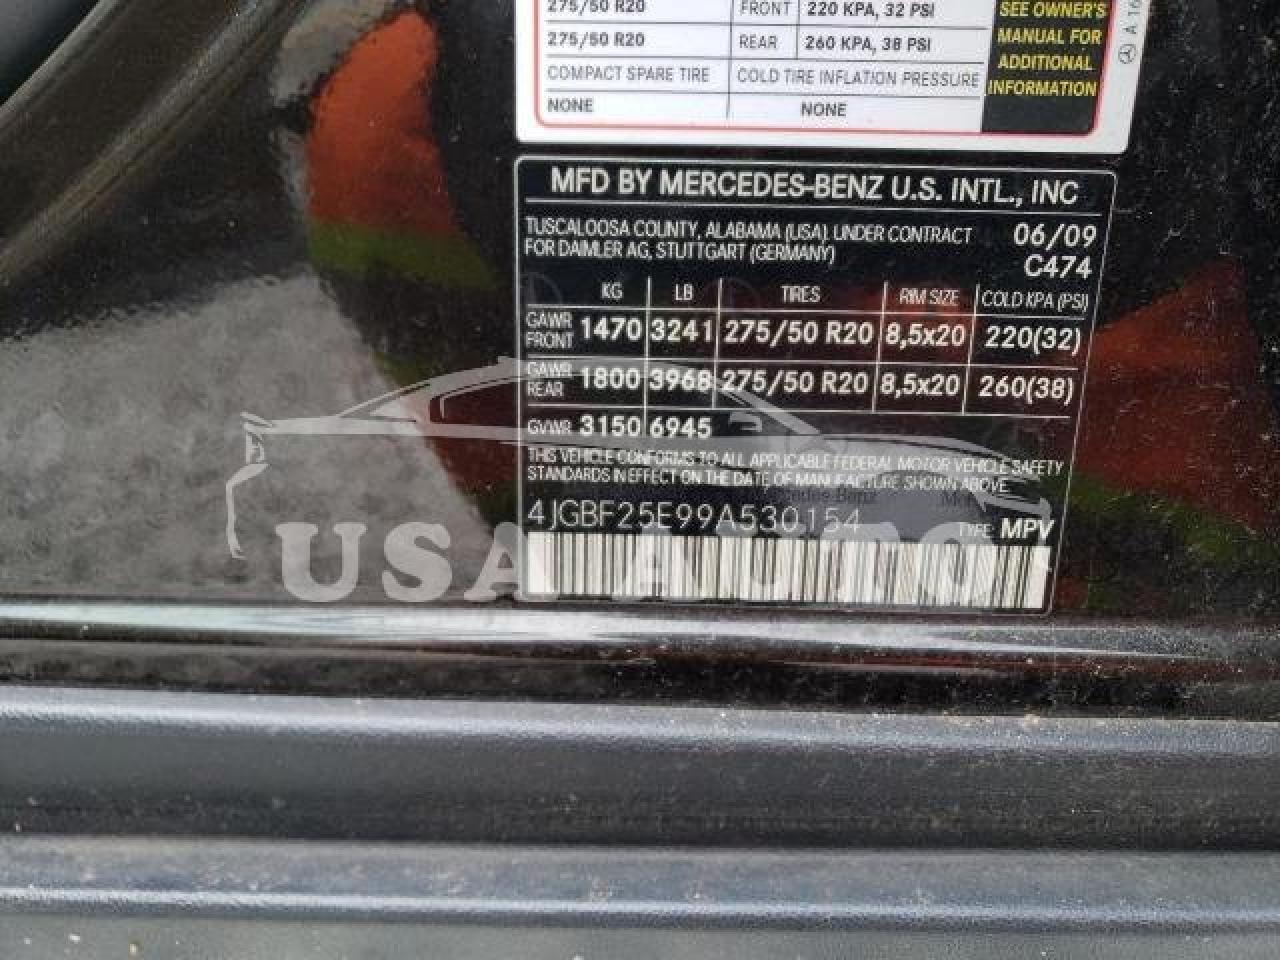 275/50 R20 FRONT 220 KPA, 32 PSI
275/50 R20 REAR 260 KPA, 38 PSI
COMPACT SPARE TIRE COLD TIRE INFLATION PRESSURE
NONE NONE
SEE OWNER'S
MANUAL FOR
ADDITIONAL
INFORMATION
A 16
MFD BY MERCEDES-BENZ U.S. INTL., INC
TUSCALOOSA COUNTY, ALABAMA (USA) UNDER CONTRACT 06/09
FOR DAIMLER AG, STUTTGART (GERMANY) C474
KG LB TIRES RIM SIZE COLD KPA (PSI)
GAWR FRONT 1470 3241 275/50 R20 8,5x20 220(32)
GAWR REAR 1800 3968 275/50 R20 8,5x20 260(38)
GVWR 3150 6945
THIS VEHICLE CONFORMS TO ALL APPLICABLE FEDERAL MOTOR VEHICLE SAFETY
STANDARDS IN EFFECT ON THE DATE OF MANUFACTURE SHOWN ABOVE.
Mercedes-Benz
4JGBF25E99A530154 TYPE: MPV
USA AUTO